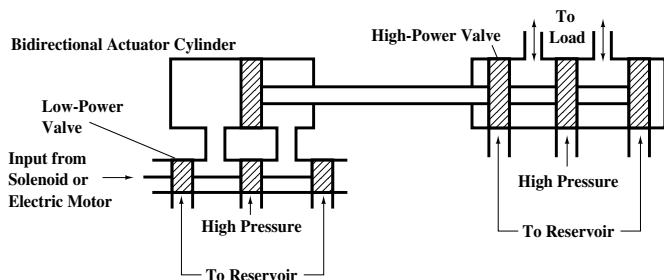 To
Load
High-Power Valve
Bidirectional Actuator Cylinder
Low-Power
Valve
Input from
Solenoid or
Electric Motor
High Pressure
High Pressure
To Reservoir
To Reservoir